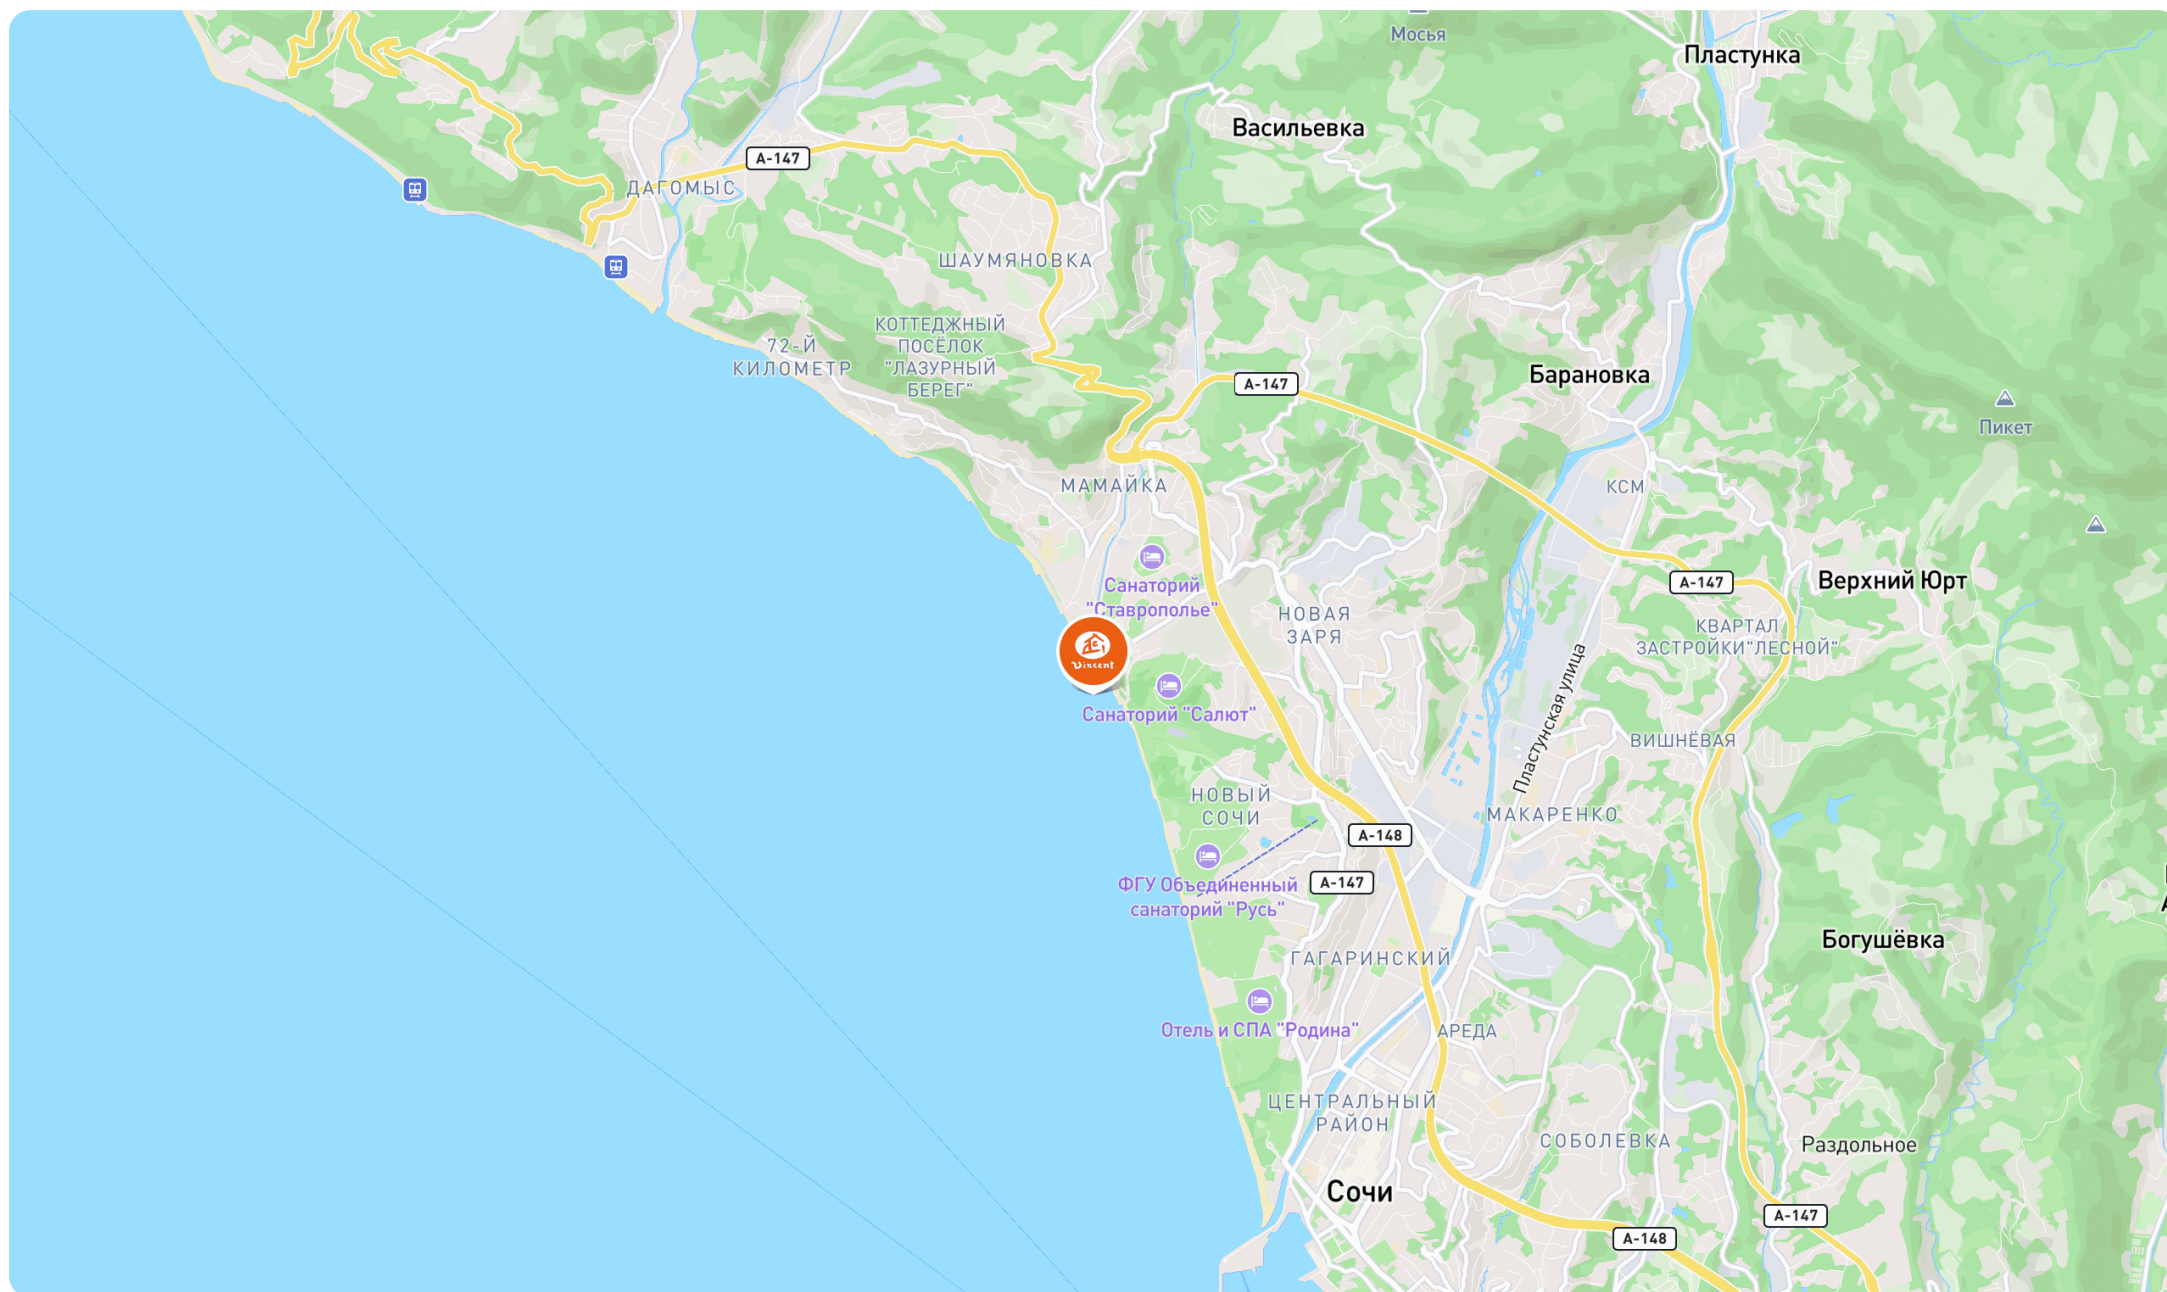 Мосья
Пластунка
Васильевка
А-147
ДАГОМЫС
ШАУМЯНОВКА
КОТТЕДЖНЫЙ
ПОСЁЛОК
"ЛАЗУРНЫЙ
БЕРЕГ"
72-Й
КИЛОМЕТР
А-147
Барановка
Пикет
МАМАЙКА
КСМ
Санаторий
"Ставрополье"
А-147
Верхний Юрт
НОВАЯ
ЗАРЯ
КВАРТАЛ
ЗАСТРОЙКИ"ЛЕСНОЙ"
Vincent
Санаторий "Салют"
Пластунская улица
ВИШНЁВАЯ
НОВЫЙ
СОЧИ
МАКАРЕНКО
А-148
А-147
ФГУ Объединенный
санаторий "Русь"
Богушёвка
ГАГАРИНСКИЙ
Отель и СПА "Родина"
АРЕДА
ЦЕНТРАЛЬНЫЙ
РАЙОН
СОБОЛЕВКА
Раздольное
Сочи
А-147
А-148